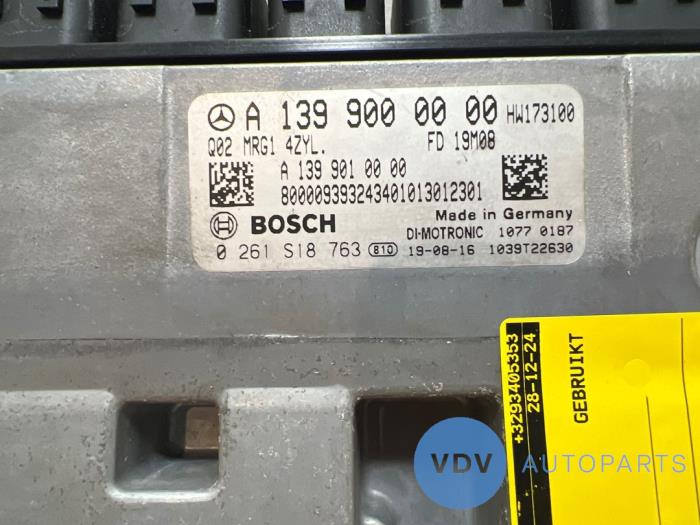 A 139 900 00 00 HW173100
Q02 MRG1 4ZYL. FD 19M08
A 139 901 00 00
800009393243401013012301
BOSCH Made in Germany
DI-MOTRONIC 1077 0187
0 261 S18 763 810 19-08-16 1039T22630
+3293405353
28-12-24
GEBRUIKT
VDV AUTOPARTS